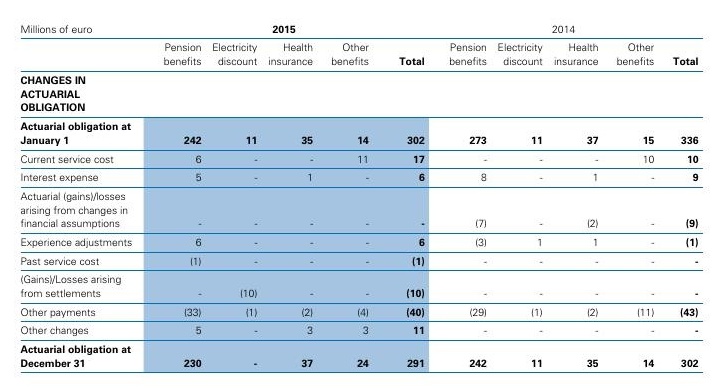 Millions of euro 2015 2014
Pension Electricity Health Other Pension Electricity Health Other
benefits discount insurance benefits Total benefits discount insurance benefits Total
CHANGES IN
ACTUARIAL
OBLIGATION
Actuarial obligation at
January 1 242 11 35 14 302 273 11 37 15 336
Current service cost 6 - - 11 17 - - - 10 10
Interest expense 5 - 1 - 6 8 - 1 - 9
Actuarial (gains)/losses
arising from changes in
financial assumptions - - - - - (7) - (2) - (9)
Experience adjustments 6 - - - 6 (3) 1 1 - (1)
Past service cost (1) - - - (1) - - - - -
(Gains)/Losses arising
from settlements - (10) - - (10) - - - - -
Other payments (33) (1) (2) (4) (40) (29) (1) (2) (11) (43)
Other changes 5 - 3 3 11 - - - - -
Actuarial obligation at
December 31 230 - 37 24 291 242 11 35 14 302